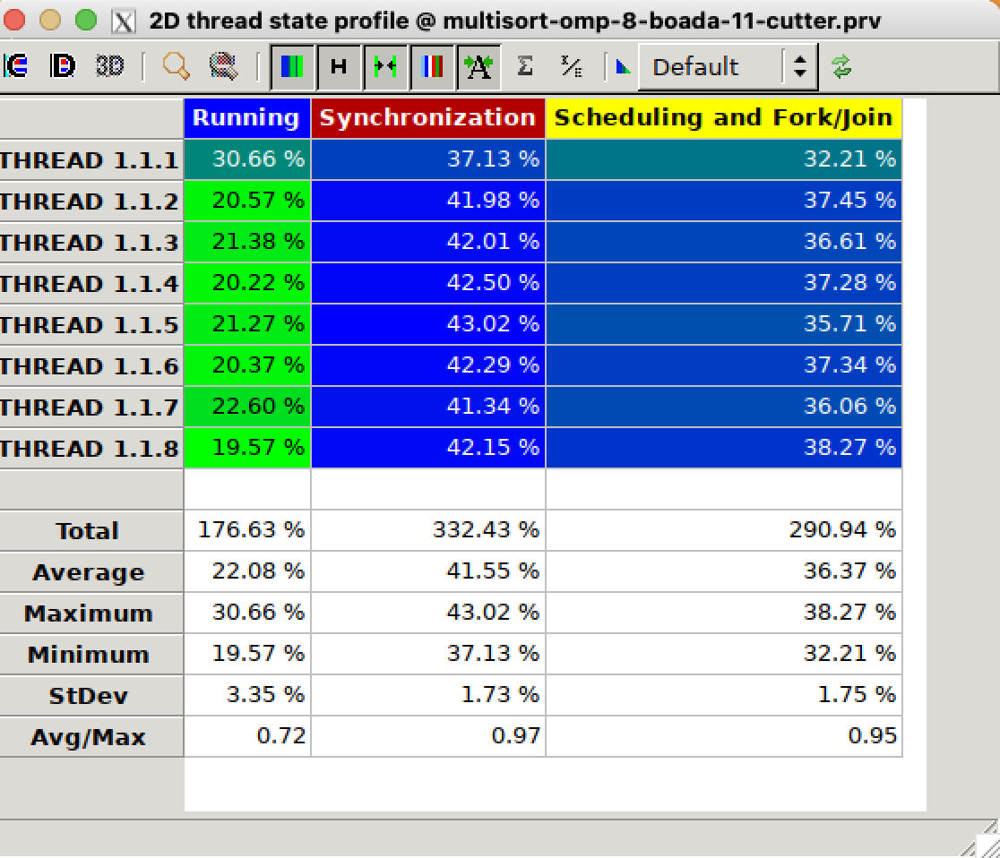 2D thread state profile @ multisort-omp-8-boada-11-cutter.prv
3D H A Σ Default
Running Synchronization Scheduling and Fork/Join
THREAD 1.1.1 30.66 % 37.13 % 32.21 %
THREAD 1.1.2 20.57 % 41.98 % 37.45 %
THREAD 1.1.3 21.38 % 42.01 % 36.61 %
THREAD 1.1.4 20.22 % 42.50 % 37.28 %
THREAD 1.1.5 21.27 % 43.02 % 35.71 %
THREAD 1.1.6 20.37 % 42.29 % 37.34 %
THREAD 1.1.7 22.60 % 41.34 % 36.06 %
THREAD 1.1.8 19.57 % 42.15 % 38.27 %
Total 176.63 % 332.43 % 290.94 %
Average 22.08 % 41.55 % 36.37 %
Maximum 30.66 % 43.02 % 38.27 %
Minimum 19.57 % 37.13 % 32.21 %
StDev 3.35 % 1.73 % 1.75 %
Avg/Max 0.72 0.97 0.95